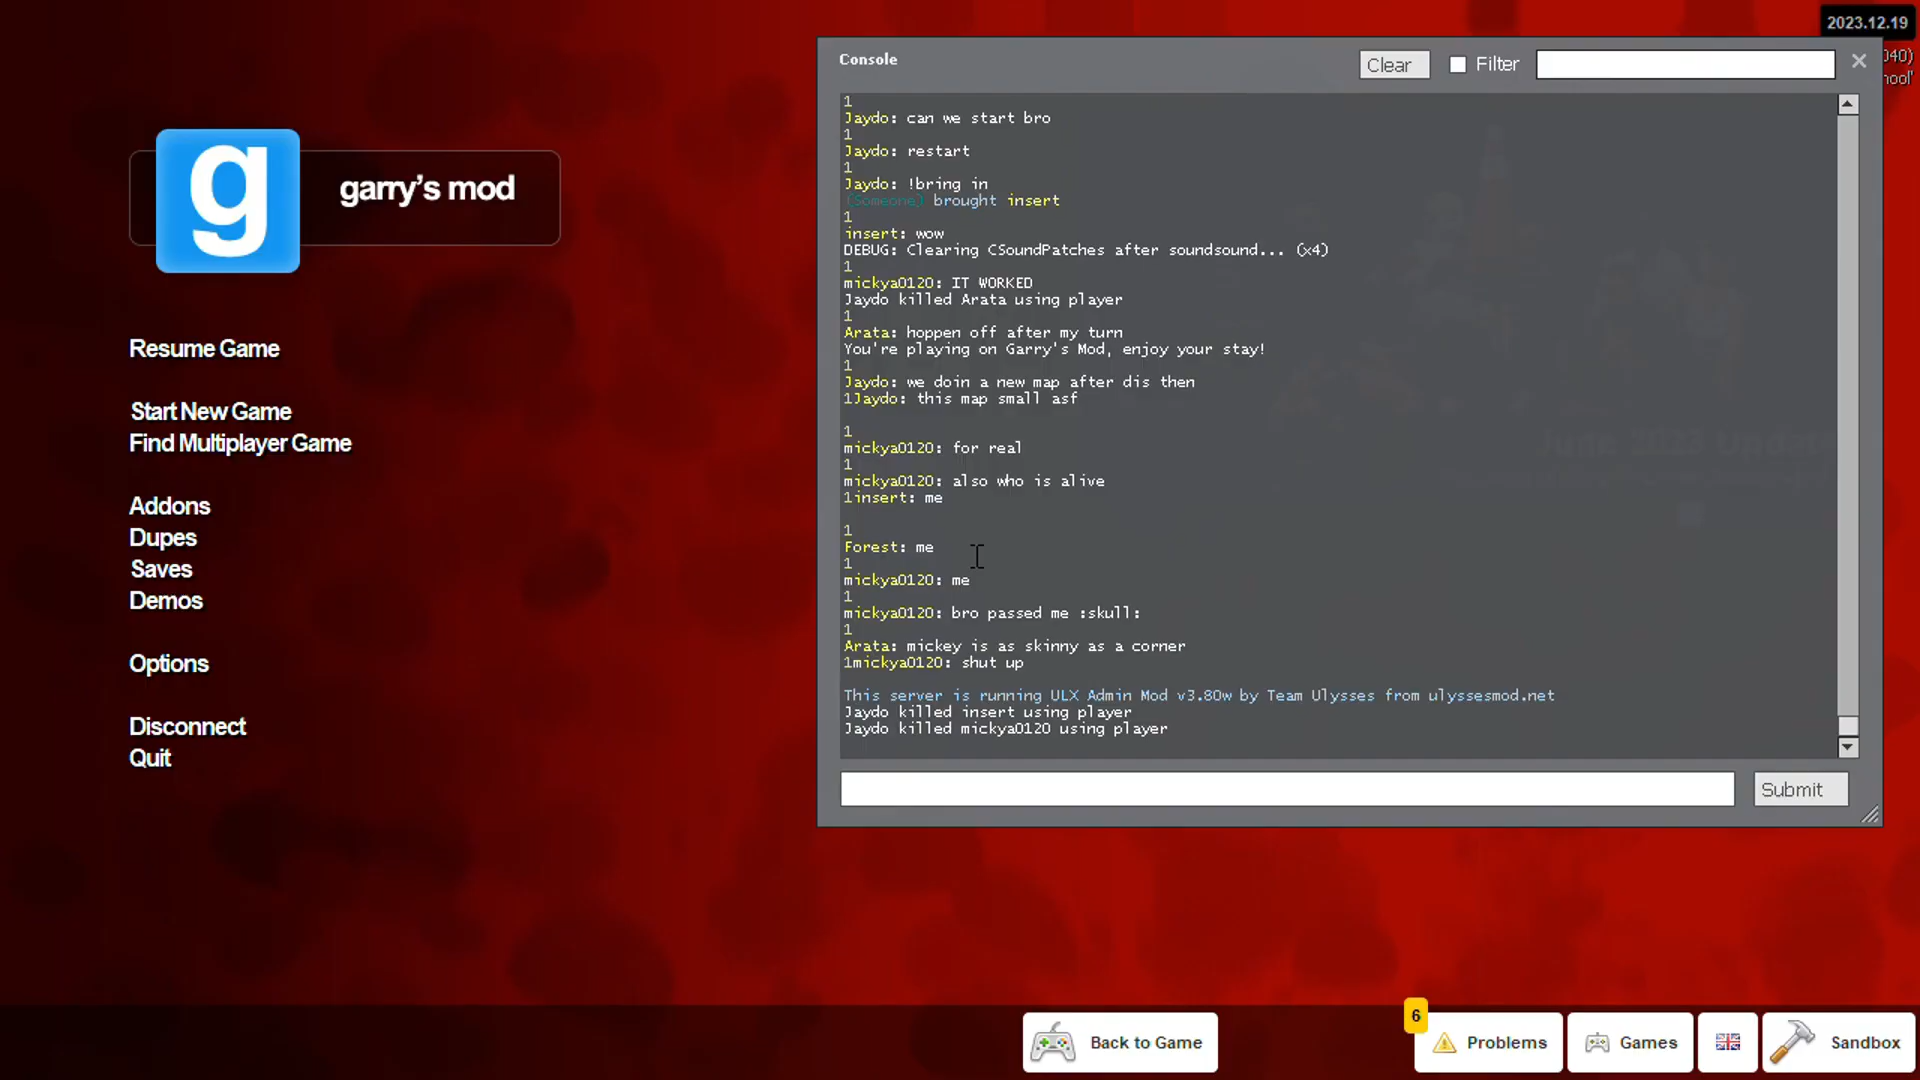 2023.12.19
040)
Console
Clear
Filter
g
garry's mod
1
Jaydo: can we start bro
1
Jaydo: restart
1
Jaydo: !bring in
(Someone) brought insert
1
insert: wow
DEBUG: Clearing CSoundPatches after soundsound... (x4)
1
mickya0120: IT WORKED
Jaydo killed Arata using player
1
Arata: hoppen off after my turn
You're playing on Garry's Mod, enjoy your stay!
1
Jaydo: we doin a new map after dis then
1Jaydo: this map small asf
1
mickya0120: for real
1
mickya0120: also who is alive
1insert: me
1
Forest: me
1
mickya0120: me
1
mickya0120: bro passed me :skull:
1
Arata: mickey is as skinny as a corner
1mickya0120: shut up
This server is running ULX Admin Mod v3.80w by Team Ulysses from ulyssesmod.net
Jaydo killed insert using player
Jaydo killed mickya0120 using player
Submit
Resume Game
Start New Game
Find Multiplayer Game
Addons
Dupes
Saves
Demos
Options
Disconnect
Quit
Back to Game
6
Problems
Games
Sandbox